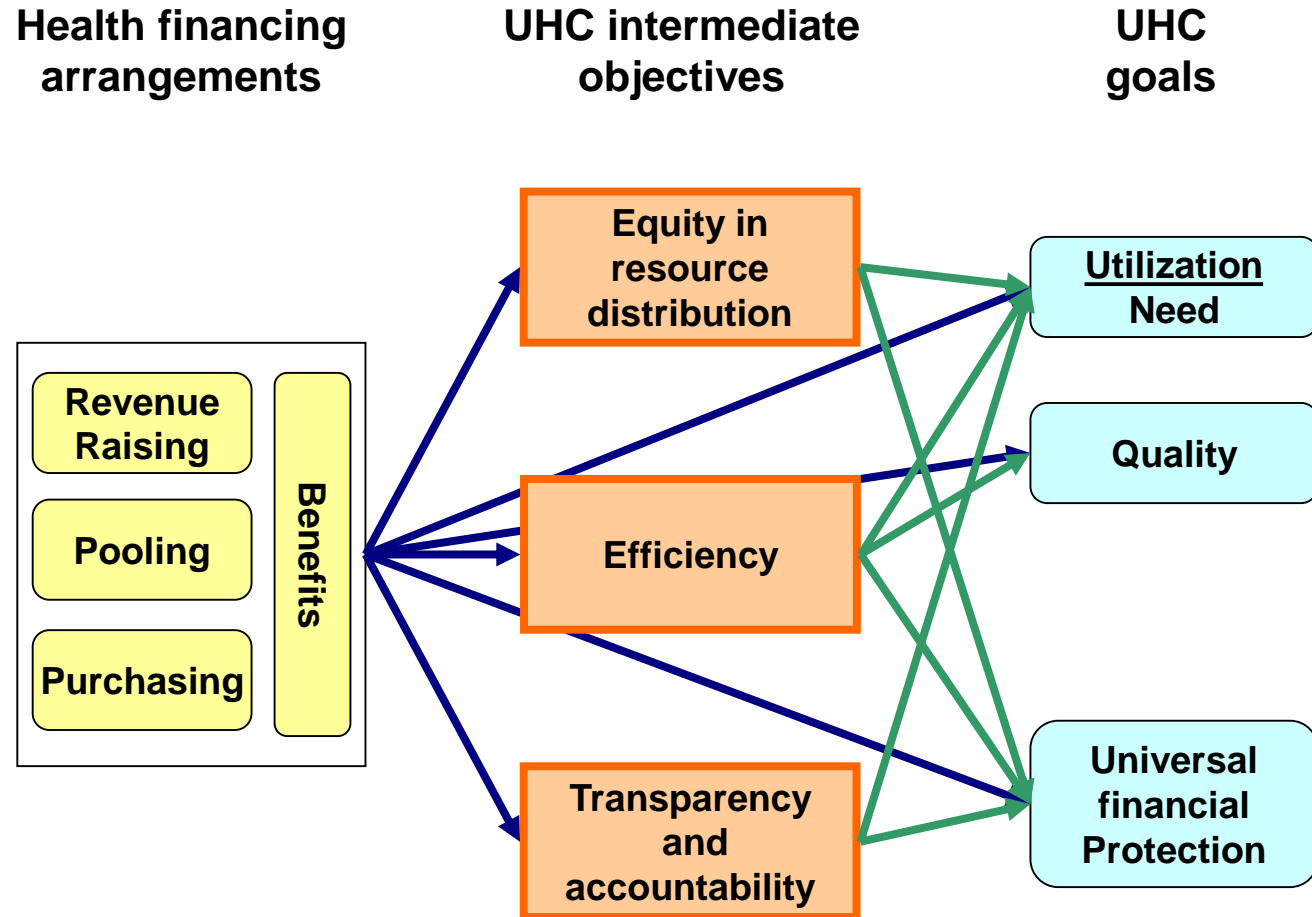 Health financing
arrangements
UHC intermediate
objectives
UHC
goals
Equity in
resource
distribution
Utilization
Need
Revenue
Raising
Benefits
Quality
Pooling
Efficiency
Purchasing
Universal
financial
Protection
Transparency
and
accountability